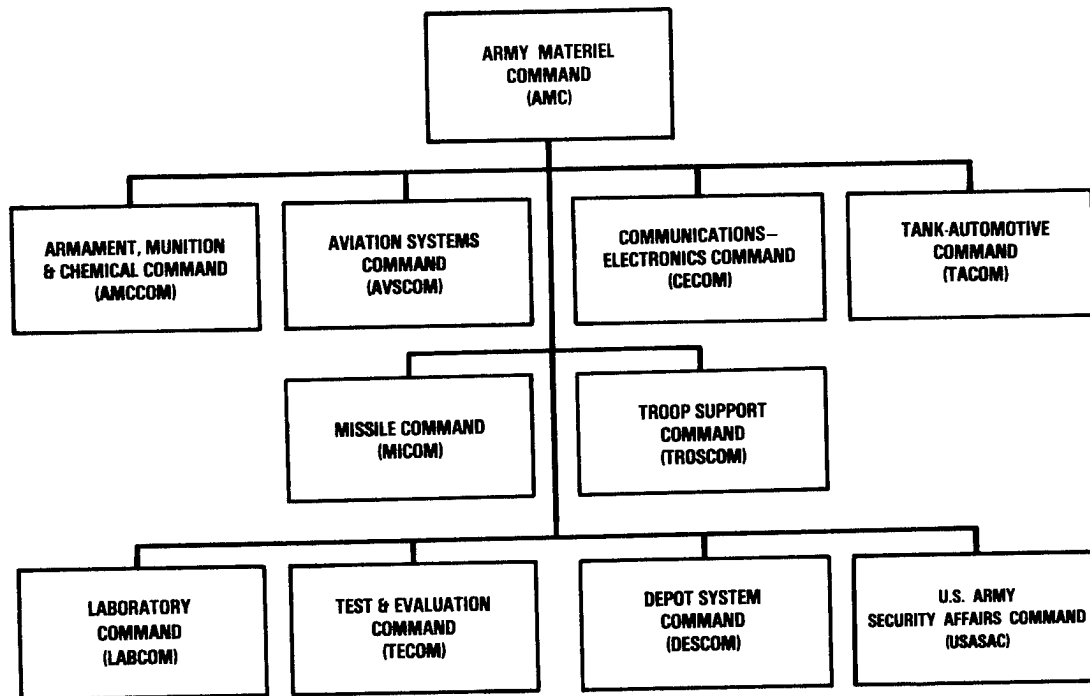 ARMY MATERIEL
COMMAND
(AMC)
ARMAMENT, MUNITION
& CHEMICAL COMMAND
(AMCCOM)
AVIATION SYSTEMS
COMMAND
(AVSCOM)
COMMUNICATIONS–
ELECTRONICS COMMAND
(CECOM)
TANK-AUTOMOTIVE
COMMAND
(TACOM)
MISSILE COMMAND
(MICOM)
TROOP SUPPORT
COMMAND
(TROSCOM)
LABORATORY
COMMAND
(LABCOM)
TEST & EVALUATION
COMMAND
(TECOM)
DEPOT SYSTEM
COMMAND
(DESCOM)
U.S. ARMY
SECURITY AFFAIRS COMMAND
(USASAC)